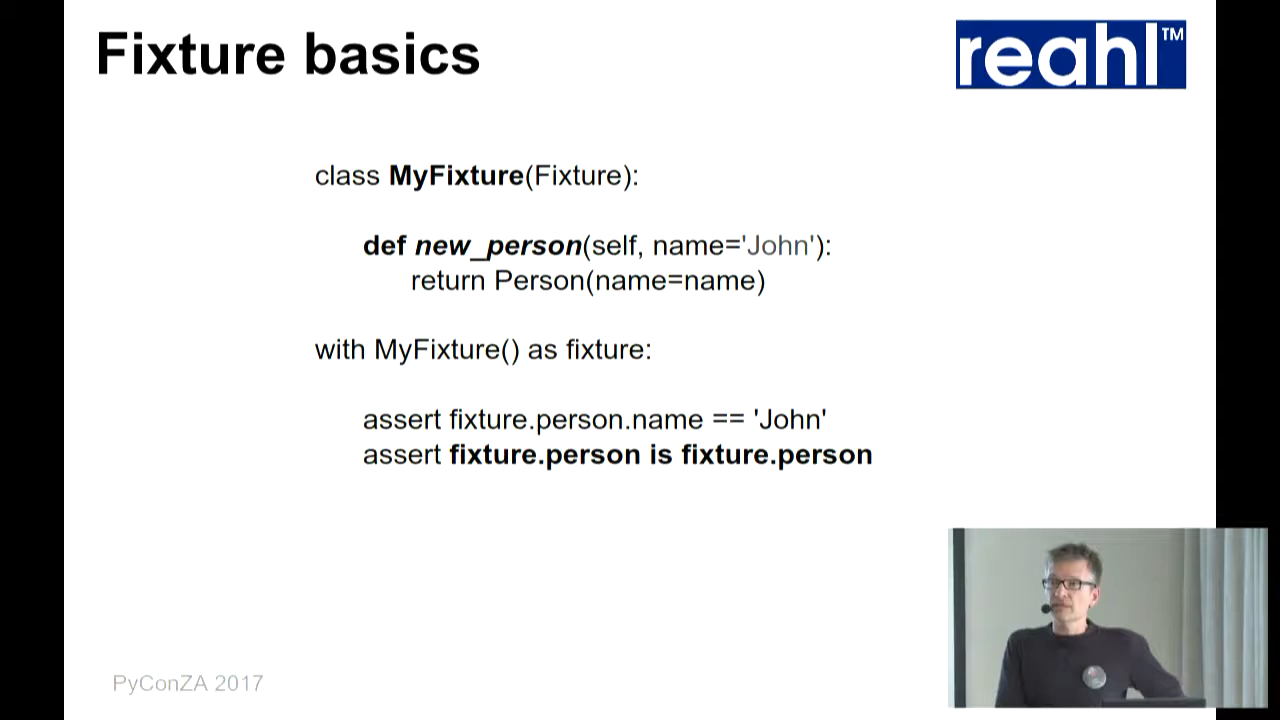 Fixture basics
reahl™
class MyFixture(Fixture):
def new_person(self, name='John'):
return Person(name=name)
with MyFixture() as fixture:
assert fixture.person.name == 'John'
assert fixture.person is fixture.person
PyConZA 2017